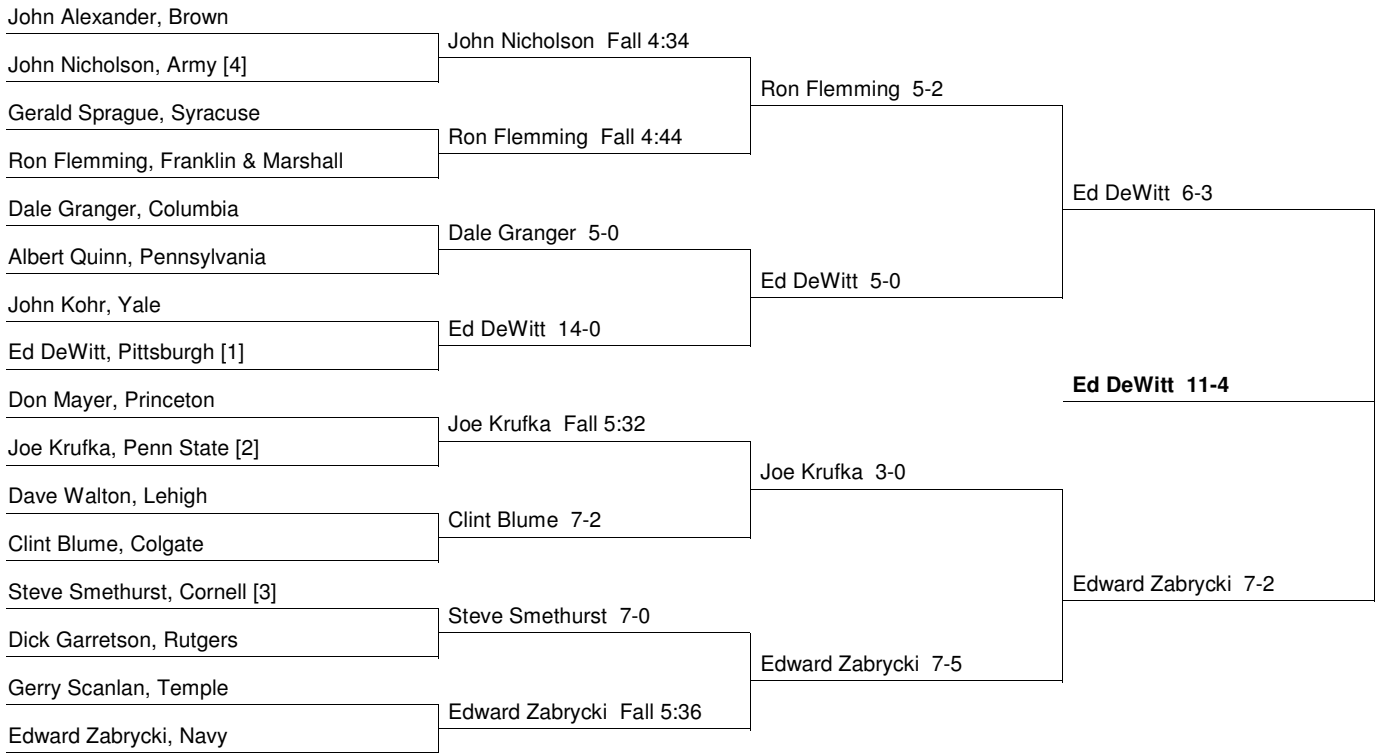 John Alexander, Brown
John Nicholson, Army [4]
Gerald Sprague, Syracuse
Ron Flemming, Franklin & Marshall
Dale Granger, Columbia
Albert Quinn, Pennsylvania
John Kohr, Yale
Ed DeWitt, Pittsburgh [1]
Don Mayer, Princeton
Joe Krufka, Penn State [2]
Dave Walton, Lehigh
Clint Blume, Colgate
Steve Smethurst, Cornell [3]
Dick Garretson, Rutgers
Gerry Scanlan, Temple
Edward Zabrycki, Navy
John Nicholson Fall 4:34
Ron Flemming Fall 4:44
Dale Granger 5-0
Ed DeWitt 14-0
Joe Krufka Fall 5:32
Clint Blume 7-2
Steve Smethurst 7-0
Edward Zabrycki Fall 5:36
Ron Flemming 5-2
Ed DeWitt 5-0
Joe Krufka 3-0
Edward Zabrycki 7-5
Ed DeWitt 6-3
Edward Zabrycki 7-2
Ed DeWitt 11-4